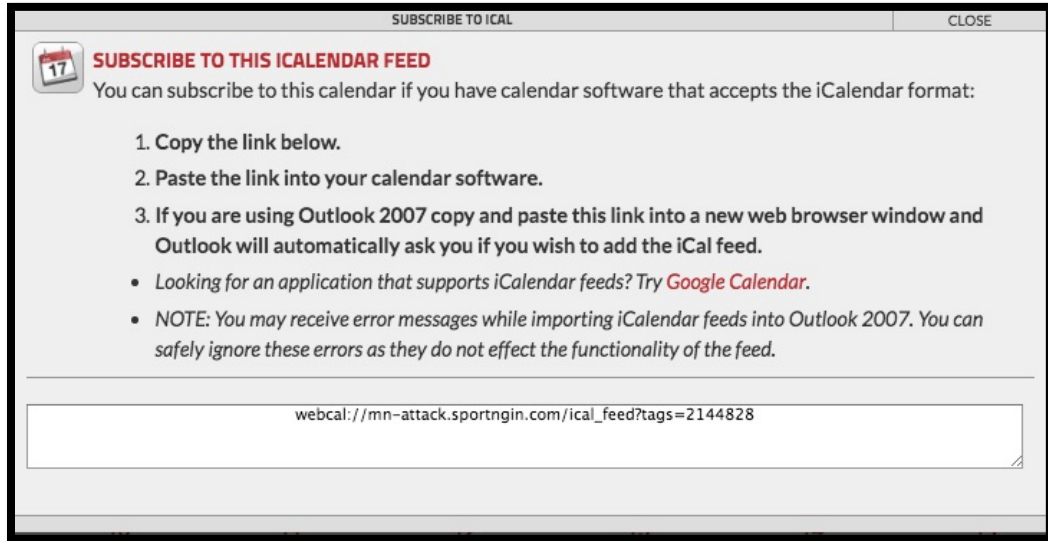 SUBSCRIBE TO ICAL
CLOSE
17
SUBSCRIBE TO THIS ICALENDAR FEED
You can subscribe to this calendar if you have calendar software that accepts the iCalendar format:
1. Copy the link below.
2. Paste the link into your calendar software.
3. If you are using Outlook 2007 copy and paste this link into a new web browser window and
Outlook will automatically ask you if you wish to add the iCal feed.
• Looking for an application that supports iCalendar feeds? Try Google Calendar.
• NOTE: You may receive error messages while importing iCalendar feeds into Outlook 2007. You can
safely ignore these errors as they do not effect the functionality of the feed.
webcal://mn-attack.sportngin.com/ical_feed?tags=2144828